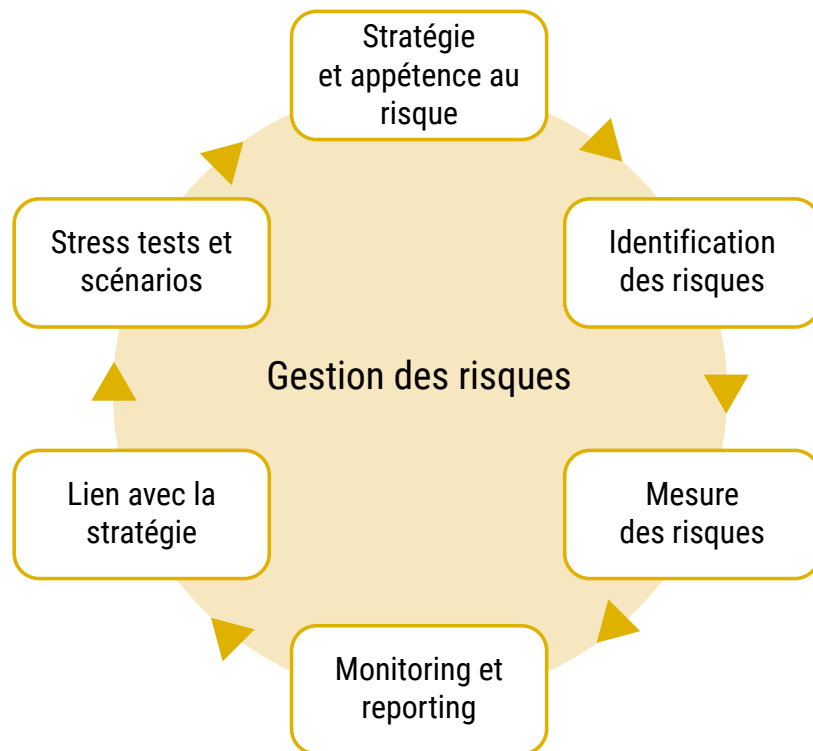 Stratégie
et appétence au
risque
Identification
des risques
Mesure
des risques
Monitoring et
reporting
Lien avec la
stratégie
Stress tests et
scénarios
Gestion des risques